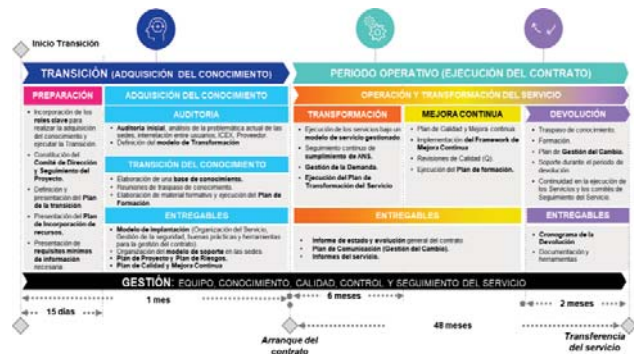 Inicio Transición
TRANSICIÓN (ADQUISICIÓN DEL CONOCIMIENTO)
PERIODO OPERATIVO (EJECUCIÓN DEL CONTRATO)
PREPARACIÓN
• Incorporación de los
roles clave para
realizar la adquisición
del conocimiento y
ejecutar la Transición.
• Constitución del
Comité de Dirección
y Seguimiento del
Proyecto.
• Definición y
presentación del Plan
de la transición.
• Presentación del Plan
de Incorporación de
recursos.
• Presentación de
requisitos mínimos
de información
necesaria
ADQUISICIÓN DEL CONOCIMIENTO
AUDITORIA
• Auditoría inicial, análisis de la problemática actual de las
sedes, interrelación entre usuarios, ICEX, Proveedor.
• Definición del modelo de Transformación
TRANSICIÓN DEL CONOCIMIENTO
• Elaboración de una base de conocimiento.
• Reuniones de traspaso de conocimiento.
• Elaboración de material formativo y ejecución del Plan de
Formación
ENTREGABLES
• Modelo de implantación (Organización del Servicio,
Gestión de la seguridad, buenas prácticas y herramientas
para la gestión del contrato).
• Organización del modelo de soporte en las sedes.
• Plan de Proyecto y Plan de Riesgos.
• Plan de Calidad y Mejora Continua
OPERACIÓN Y TRANSFORMACIÓN DEL SERVICIO
TRANSFORMACIÓN
• Ejecución de los servicios bajo un
modelo de servicio gestionado.
• Seguimiento continuo de
cumplimiento de ANS.
• Gestión de la Demanda.
• Ejecución del Plan de
Transformación del Servicio
MEJORA CONTINUA
• Plan de Calidad y Mejora continua
• Implementación del Framework de
Mejora Continua
• Revisiones de Calidad (Q).
• Ejecución del Plan de formación.
ENTREGABLES
• Informe de estado y evolución general del contrato
• Plan de Comunicación (Gestión del Cambio).
• Informes del servicio.
DEVOLUCIÓN
• Traspaso de conocimiento.
• Formación.
• Plan de Gestión del Cambio.
• Soporte durante el periodo de
devolución
• Continuidad en la ejecución de
los Servicios y los comités de
Seguimiento del Servicio.
ENTREGABLES
• Cronograma de la
Devolución
• Documentación y
herramientas
GESTIÓN: EQUIPO, CONOCIMIENTO, CALIDAD, CONTROL Y SEGUIMIENTO DEL SERVICIO
1 mes
15 días
6 meses
2 meses
48 meses
Arranque del
contrato
Transferencia
del servicio